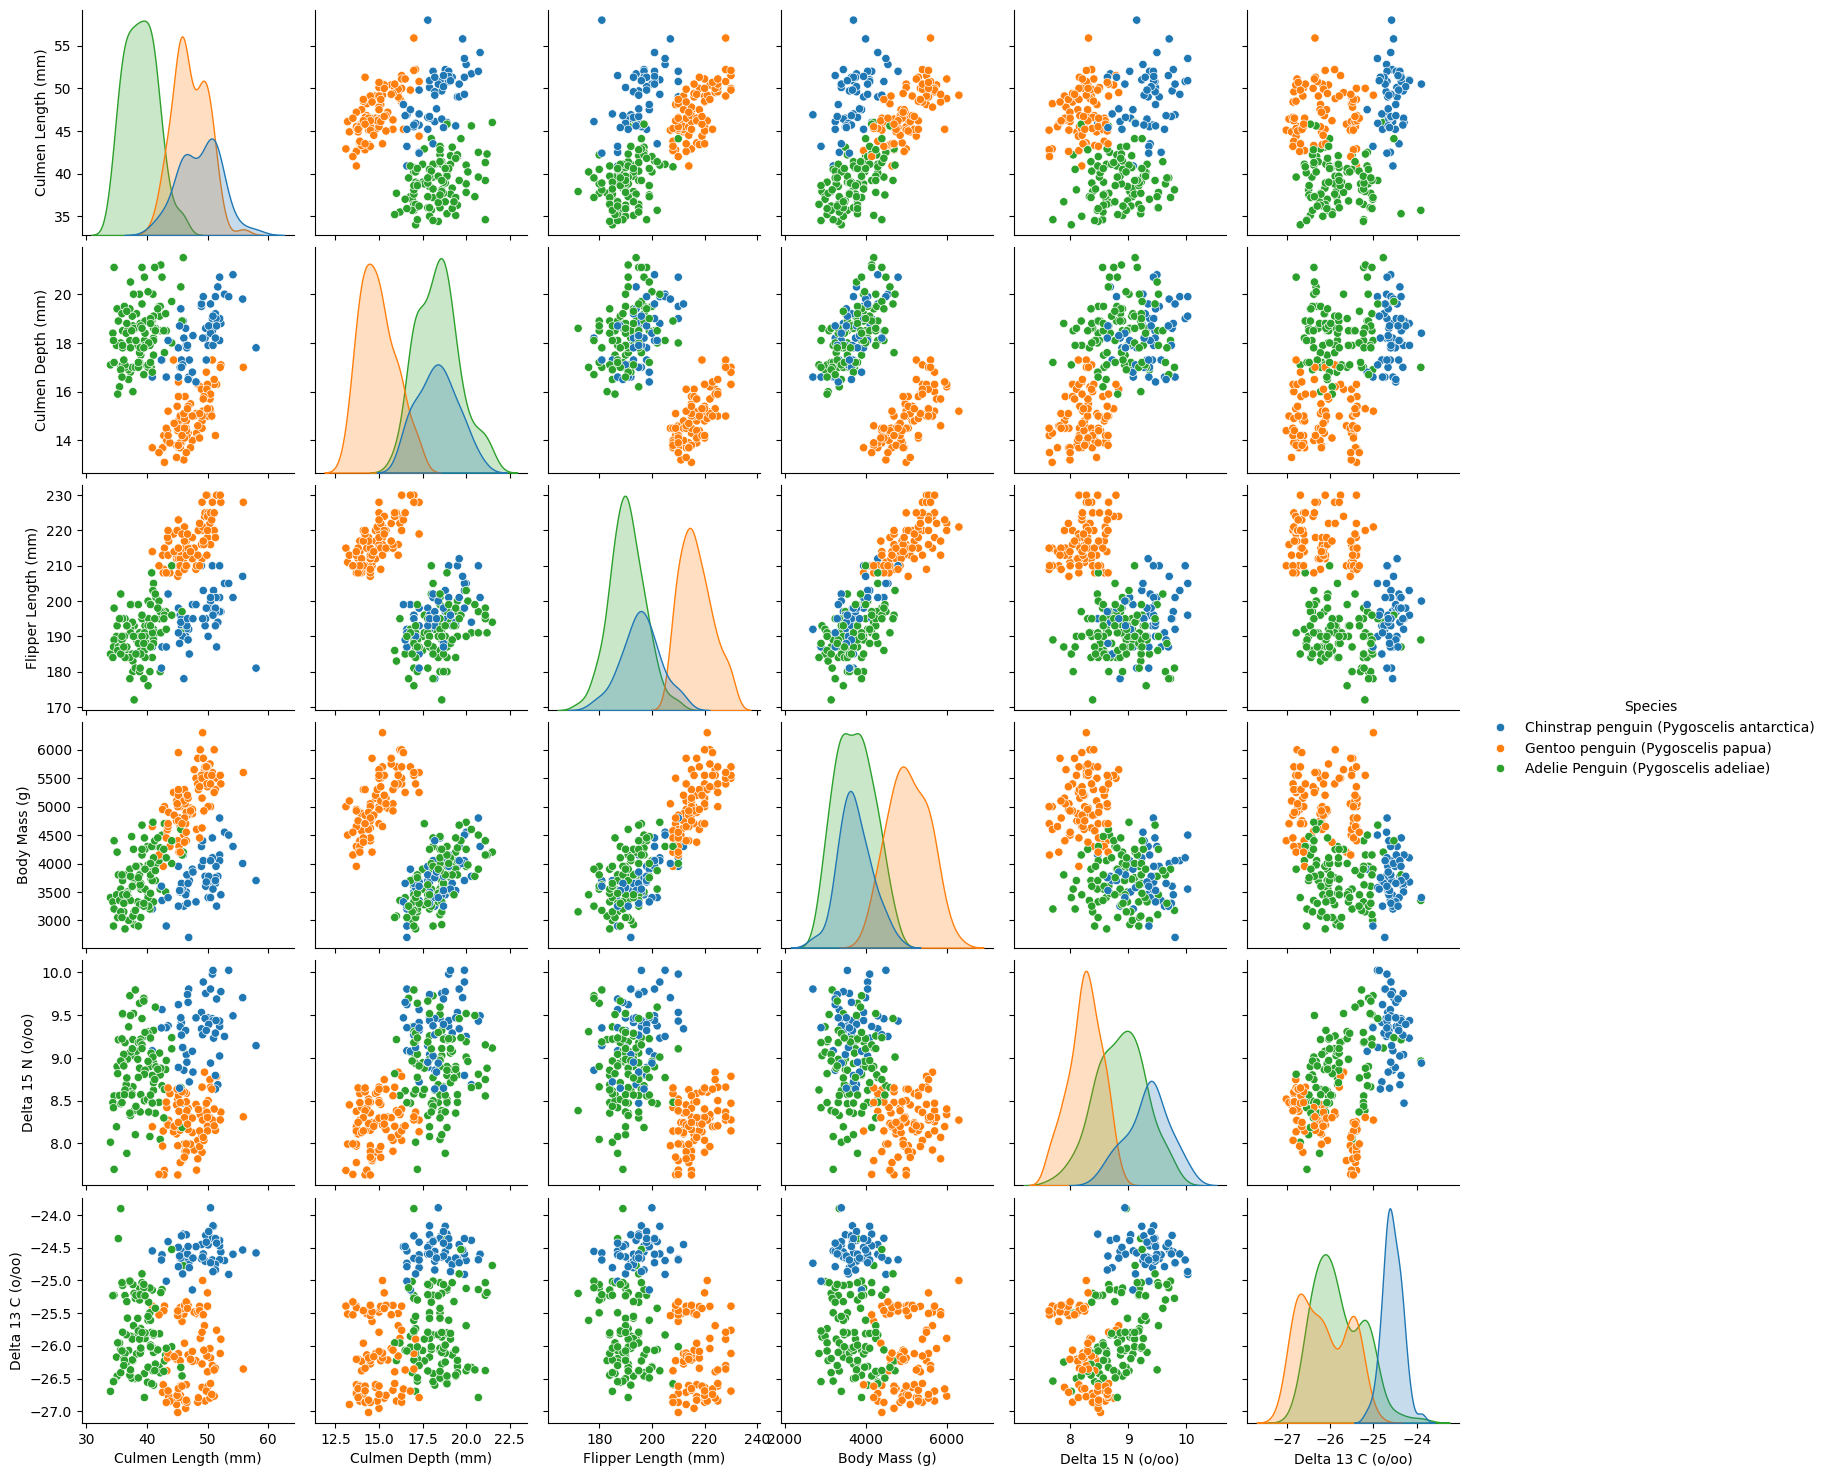 Culmen Length (mm)
55
50
45
40
35
Culmen Depth (mm)
20
18
16
14
Flipper Length (mm)
230
220
210
200
190
180
170
Species
Chinstrap penguin (Pygoscelis antarctica)
Gentoo penguin (Pygoscelis papua)
Adelie Penguin (Pygoscelis adeliae)
Body Mass (g)
6000
5500
5000
4500
4000
3500
3000
Delta 15 N (o/oo)
10.0
9.5
9.0
8.5
8.0
Delta 13 C (o/oo)
−24.0
−24.5
−25.0
−25.5
−26.0
−26.5
−27.0
30 40 50 60 12.5 15.0 17.5 20.0 22.5 180 200 220 240 2000 4000 6000 8 9 10 −27 −26 −25 −24
Culmen Length (mm) Culmen Depth (mm) Flipper Length (mm) Body Mass (g) Delta 15 N (o/oo) Delta 13 C (o/oo)